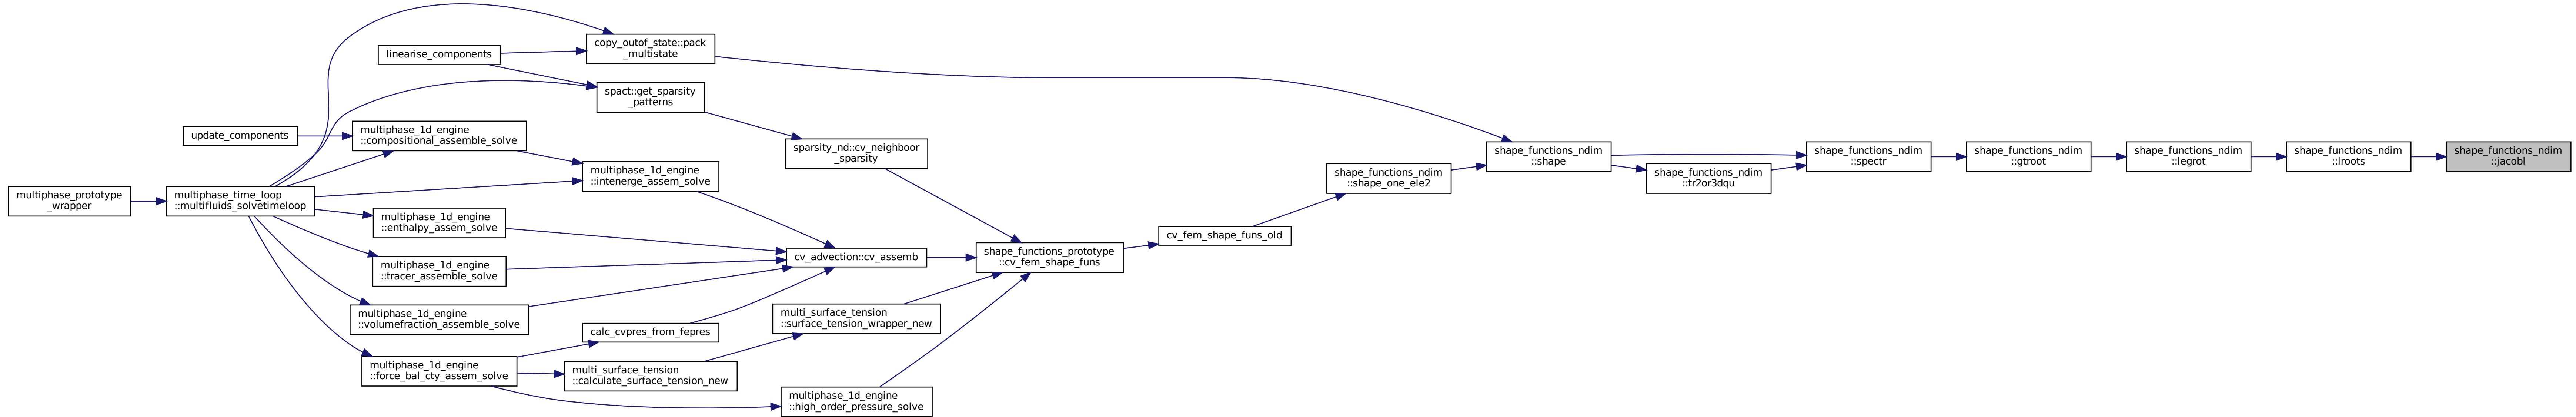 multiphase_prototype
_wrapper
multiphase_time_loop
::multifluids_solvetimeloop
update_components
linearise_components
multiphase_1d_engine
::compositional_assemble_solve
multiphase_1d_engine
::enthalpy_assem_solve
multiphase_1d_engine
::tracer_assemble_solve
multiphase_1d_engine
::volumefraction_assemble_solve
multiphase_1d_engine
::force_bal_cty_assem_solve
copy_outof_state::pack
_multistate
spact::get_sparsity
_patterns
multiphase_1d_engine
::intenerge_assem_solve
calc_cvpres_from_fepres
multi_surface_tension
::calculate_surface_tension_new
sparsity_nd::cv_neighboor
_sparsity
cv_advection::cv_assemb
multi_surface_tension
::surface_tension_wrapper_new
multiphase_1d_engine
::high_order_pressure_solve
shape_functions_prototype
::cv_fem_shape_funs
cv_fem_shape_funs_old
shape_functions_ndim
::shape_one_ele2
shape_functions_ndim
::shape
shape_functions_ndim
::tr2or3dqu
shape_functions_ndim
::spectr
shape_functions_ndim
::gtroot
shape_functions_ndim
::legrot
shape_functions_ndim
::lroots
shape_functions_ndim
::jacobl